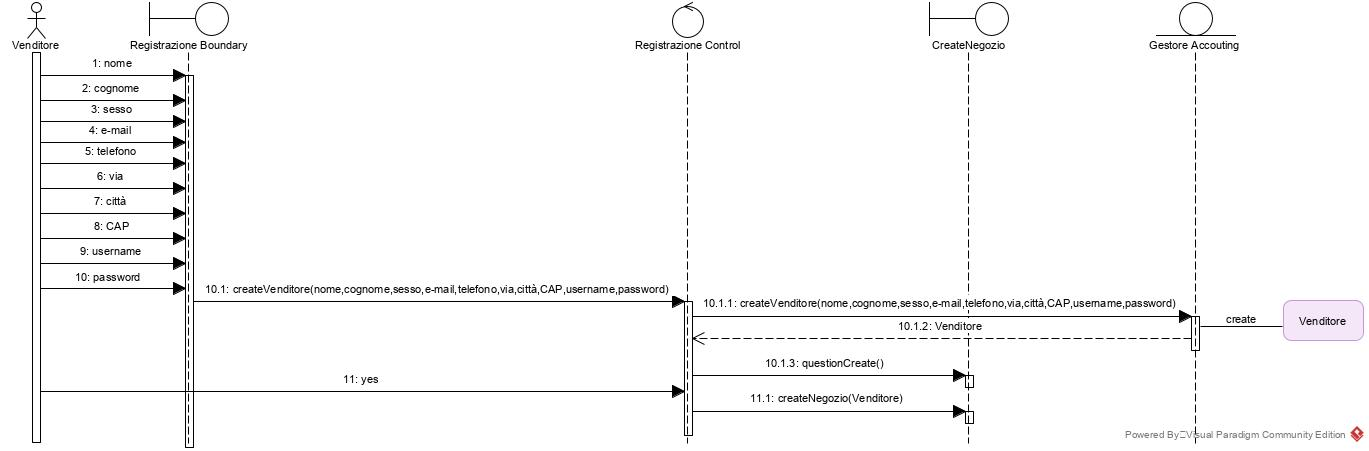 Venditore
Registrazione Boundary
Registrazione Control
CreateNegozio
Gestore Accouting
1: nome
2: cognome
3: sesso
4: e-mail
5: telefono
6: via
7: città
8: CAP
9: username
10: password
10.1: createVenditore(nome,cognome,sesso,e-mail,telefono,via,città,CAP,username,password)
10.1.1: createVenditore(nome,cognome,sesso,e-mail,telefono,via,città,CAP,username,password)
create
Venditore
10.1.2: Venditore
10.1.3: questionCreate()
11: yes
11.1: createNegozio(Venditore)
Powered By Visual Paradigm Community Edition